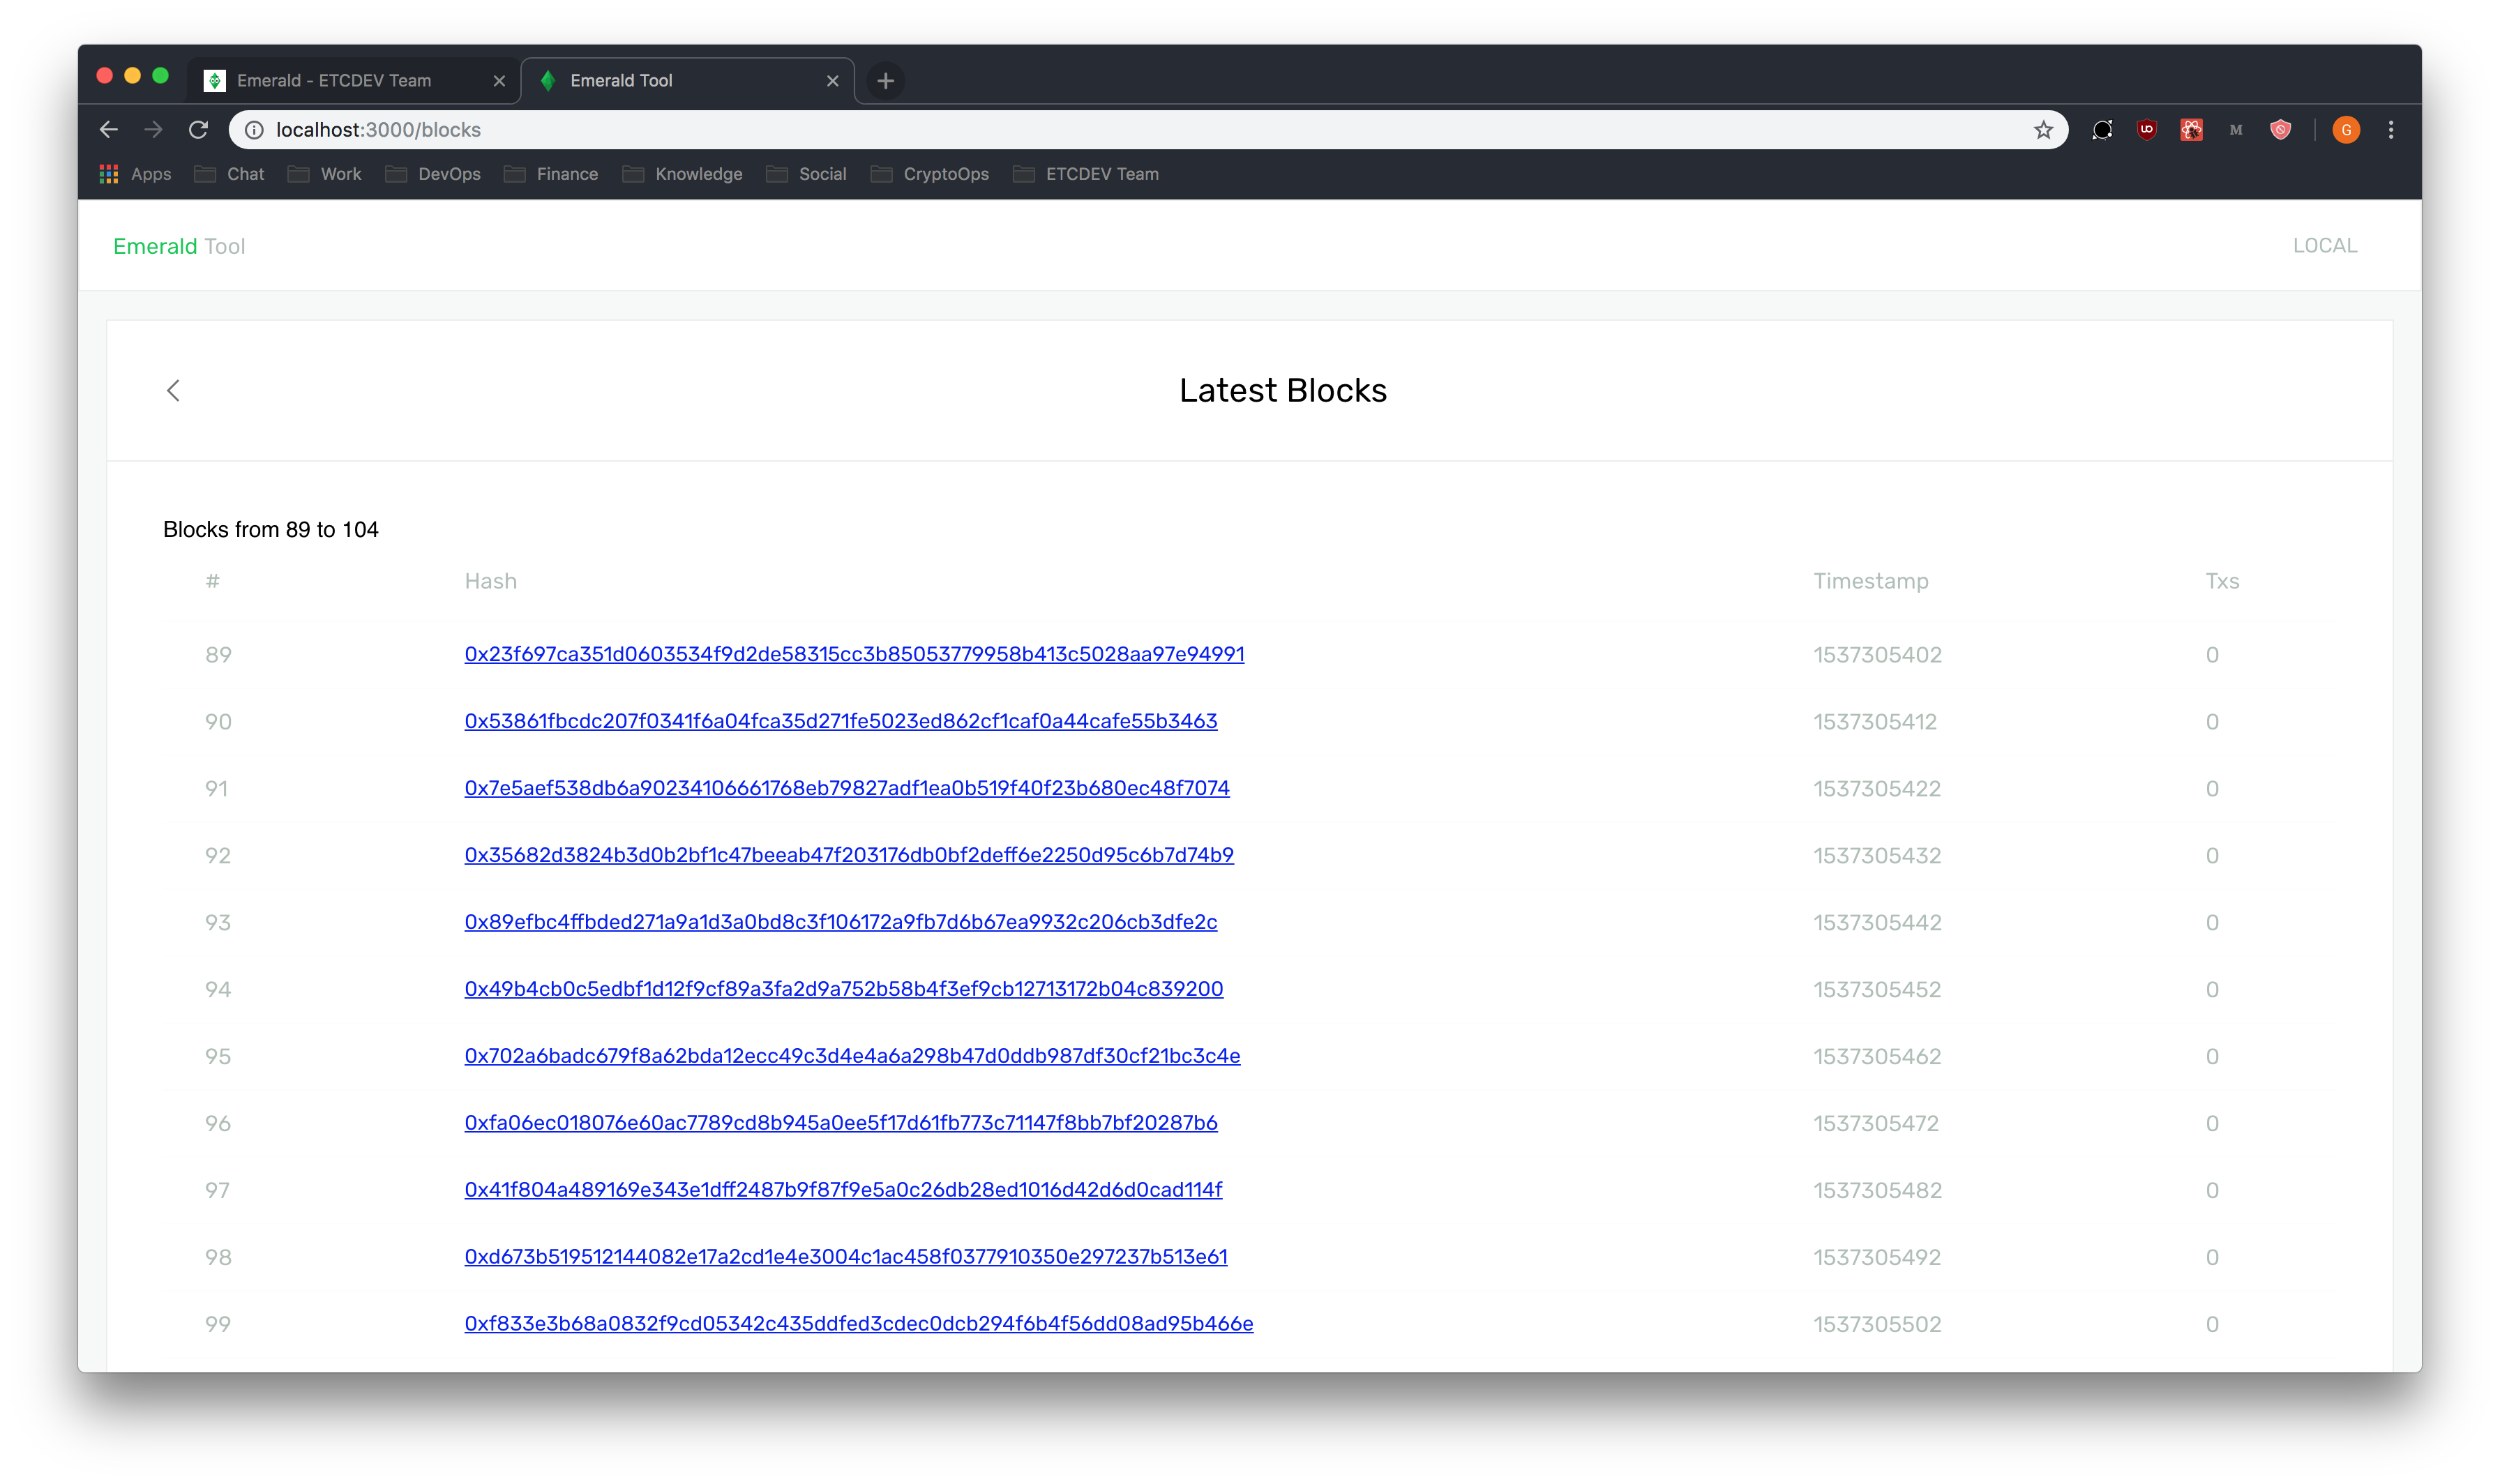 Emerald - ETCDEV Team
Emerald Tool
localhost:3000/blocks
Apps Chat Work DevOps Finance Knowledge Social CryptoOps ETCDEV Team
Emerald Tool LOCAL
Latest Blocks
Blocks from 89 to 104
# Hash Timestamp Txs
89 0x23f697ca351d0603534f9d2de58315cc3b85053779958b413c5028aa97e94991 1537305402 0
90 0x53861fbcdc207f0341f6a04fca35d271fe5023ed862cf1caf0a44cafe55b3463 1537305412 0
91 0x7e5aef538db6a90234106661768eb79827adf1ea0b519f40f23b680ec48f7074 1537305422 0
92 0x35682d3824b3d0b2bf1c47beeab47f203176db0bf2deff6e2250d95c6b7d74b9 1537305432 0
93 0x89efbc4ffbded271a9a1d3a0bd8c3f106172a9fb7d6b67ea9932c206cb3dfe2c 1537305442 0
94 0x49b4cb0c5edbf1d12f9cf89a3fa2d9a752b58b4f3ef9cb12713172b04c839200 1537305452 0
95 0x702a6badc679f8a62bda12ecc49c3d4e4a6a298b47d0ddb987df30cf21bc3c4e 1537305462 0
96 0xfa06ec018076e60ac7789cd8b945a0ee5f17d61fb773c71147f8bb7bf20287b6 1537305472 0
97 0x41f804a489169e343e1dff2487b9f87f9e5a0c26db28ed1016d42d6d0cad114f 1537305482 0
98 0xd673b519512144082e17a2cd1e4e3004c1ac458f0377910350e297237b513e61 1537305492 0
99 0xf833e3b68a0832f9cd05342c435ddfed3cdec0dcb294f6b4f56dd08ad95b466e 1537305502 0